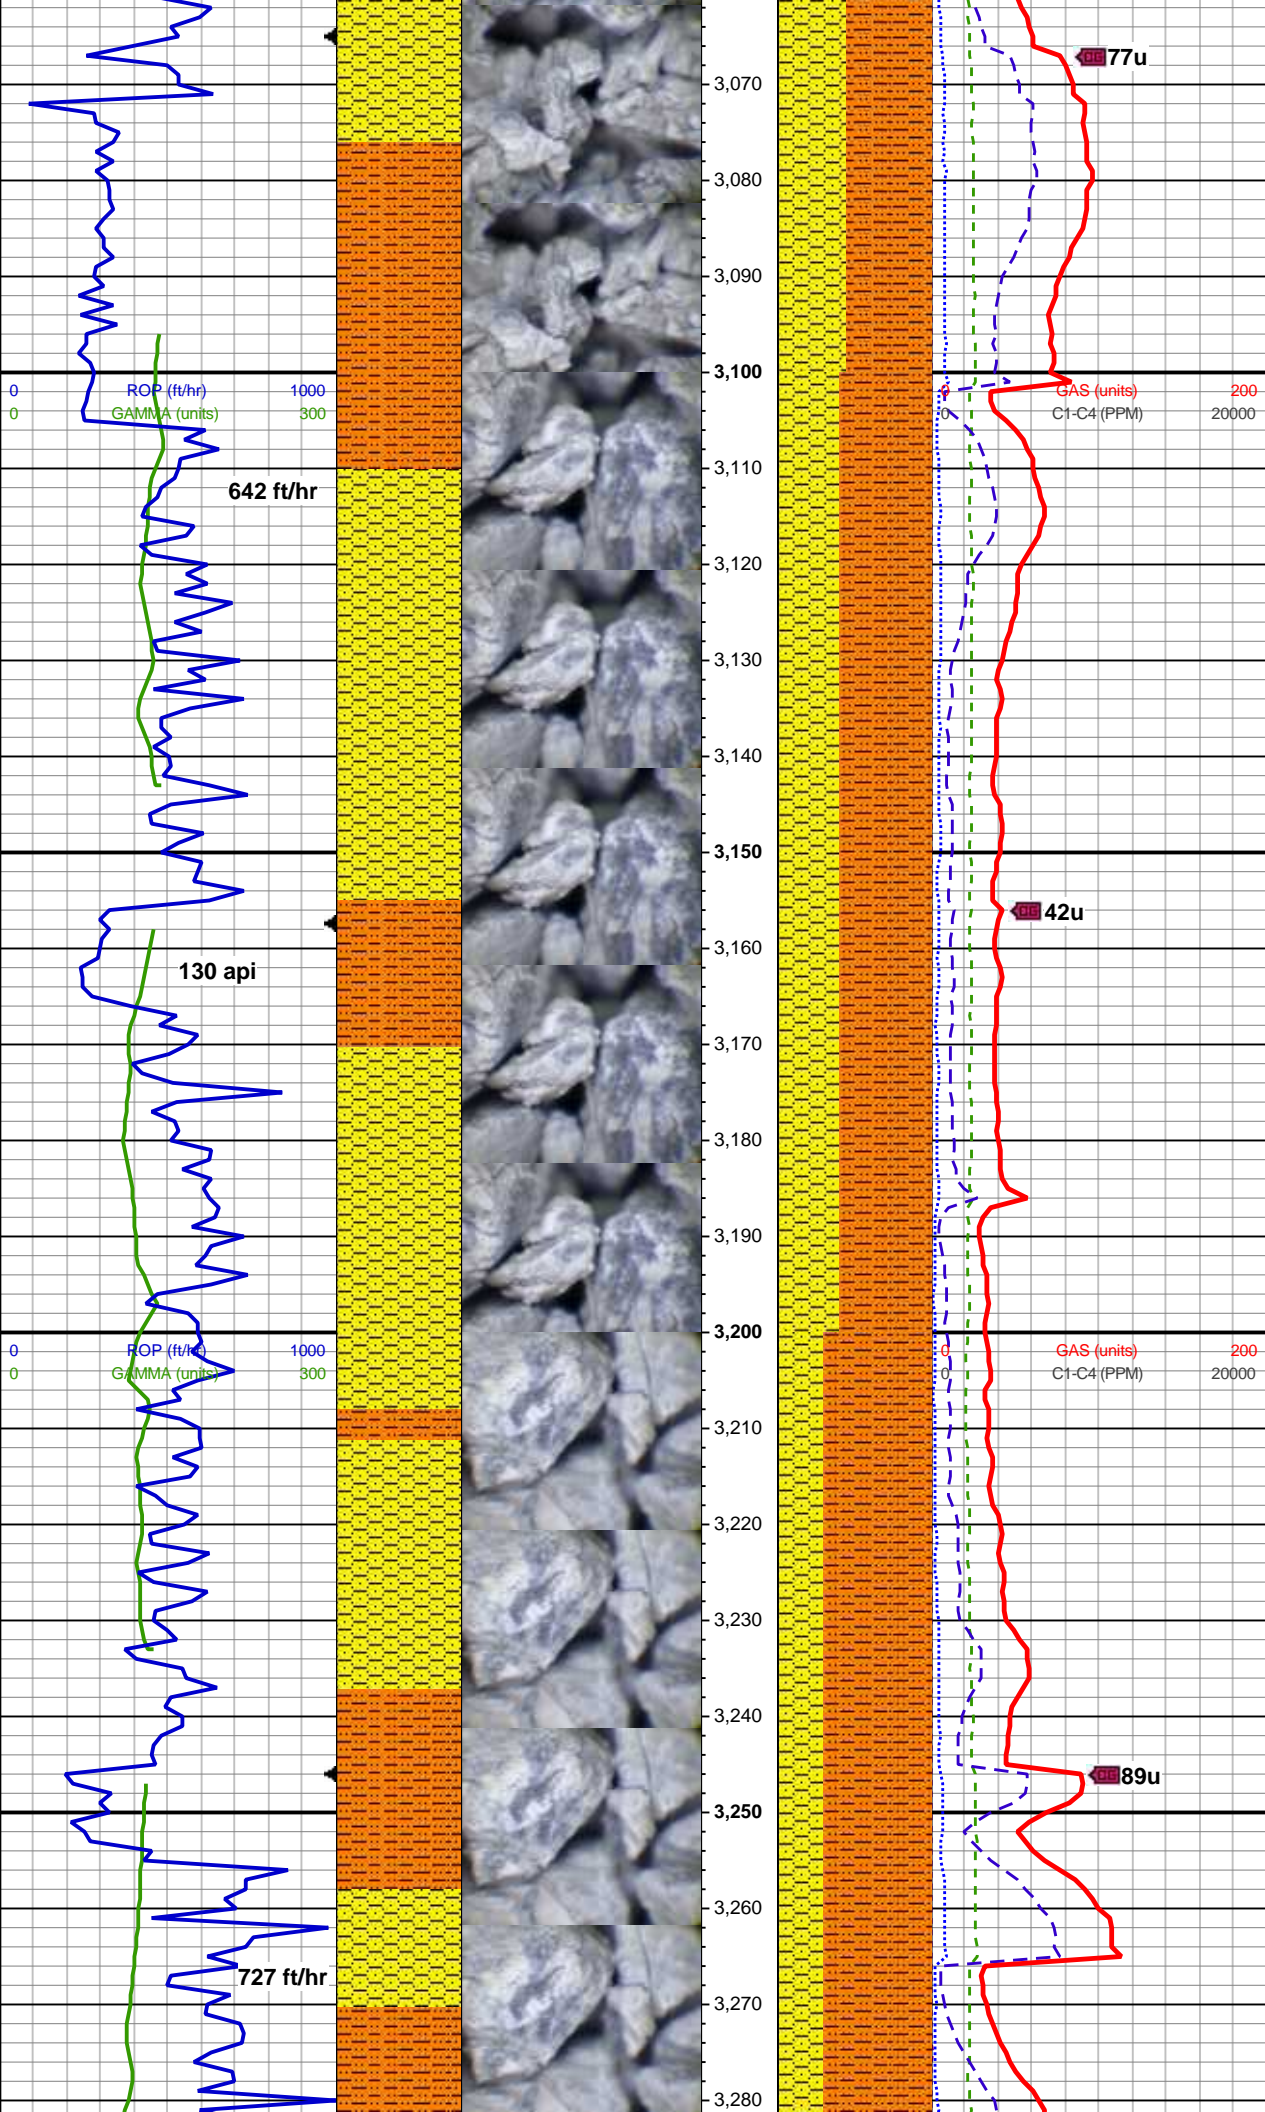 77u
3,070
3,080
3,090
3,100
0 ROP (ft/hr) 1000 0 GAS (units) 200
0 GAMMA (units) 300 0 C1-C4 (PPM) 20000
3,110
642 ft/hr
3,120
3,130
3,140
3,150
CG 42u
3,160
130 api
3,170
3,180
3,190
3,200
0 ROP (ft/hr) 1000 0 GAS (units) 200
0 GAMMA (units) 300 0 C1-C4 (PPM) 20000
3,210
3,220
3,230
3,240
CG 89u
3,250
3,260
727 ft/hr
3,270
3,280